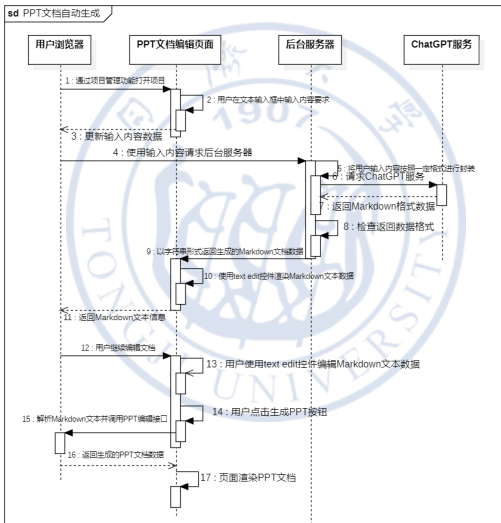 sd PPT文档自动生成
用户浏览器
PPT文档编辑页面
后台服务器
ChatGPT服务
1 : 通过项目管理功能打开项目
2 : 用户在文本输入框中输入内容要求
3 : 更新输入内容数据
4 : 使用输入内容请求后台服务器
5 : 将用户输入内容按照一定格式进行封装
6 : 请求ChatGPT服务
7 : 返回Markdown格式数据
8 : 检查返回数据格式
9 : 以字符串形式返回生成的Markdown文档数据
10 : 使用text edit控件渲染Markdown文本数据
11 : 返回Markdown文本信息
12 : 用户继续编辑文档
13 : 用户使用text edit控件编辑Markdown文本数据
14 : 用户点击生成PPT按钮
15 : 解析Markdown文本并调用PPT编辑接口
16 : 返回生成的PPT文档数据
17 : 页面渲染PPT文档
1907
TONGJI UNIVERSITY